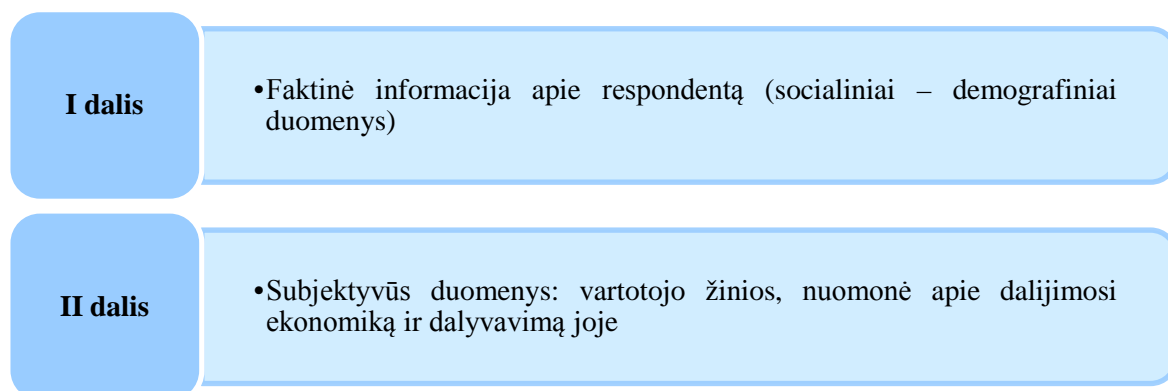 I dalis
•Faktinė informacija apie respondentą (socialiniai – demografiniai
duomenys)
II dalis
•Subjektyvūs duomenys: vartotojo žinios, nuomonė apie dalijimosi
ekonomiką ir dalyvavimą joje